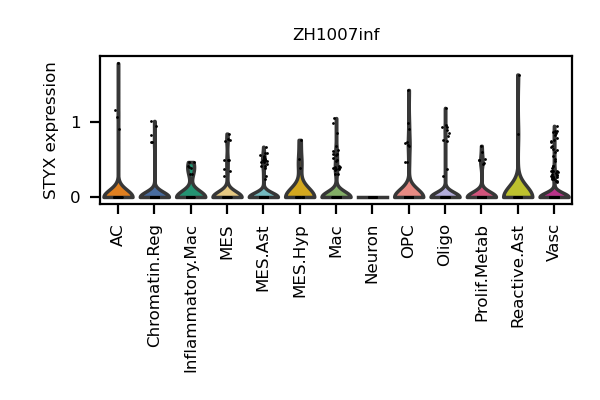 ZH1007inf
STYX expression
1
0
AC
Chromatin.Reg
Inflammatory.Mac
MES
MES.Ast
MES.Hyp
Mac
Neuron
OPC
Oligo
Prolif.Metab
Reactive.Ast
Vasc